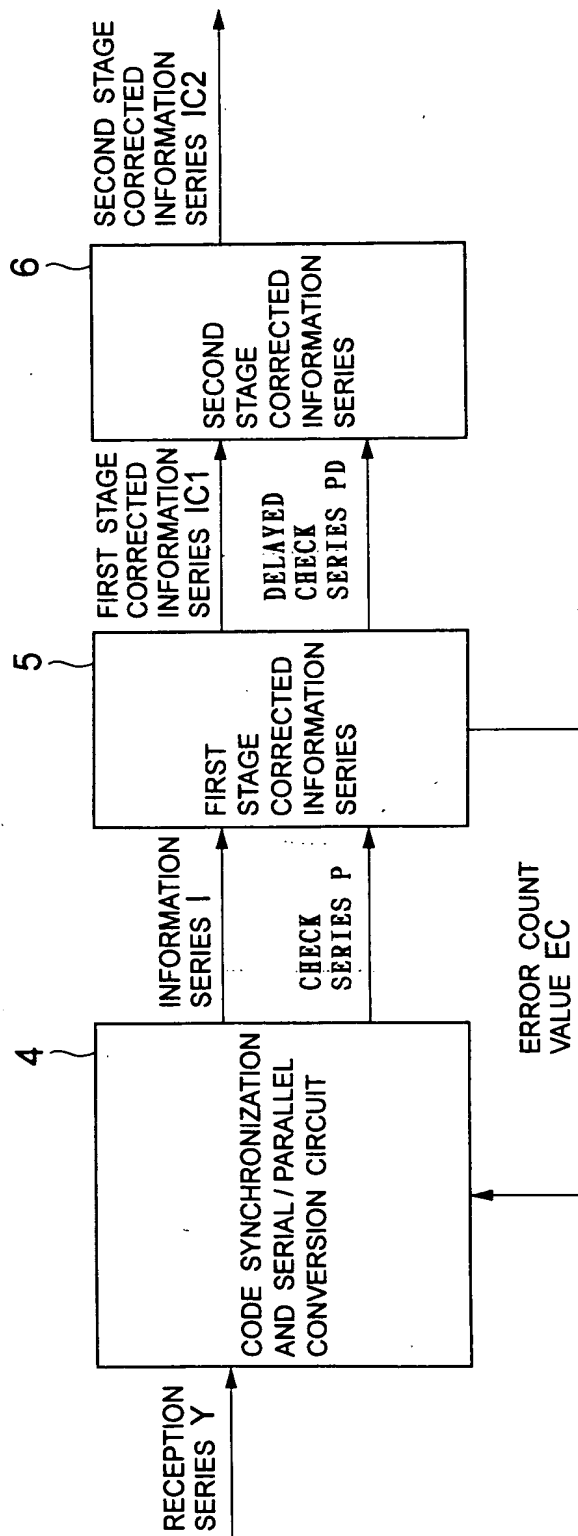 RECEPTION
SERIES Y
4
CODE SYNCHRONIZATION
AND SERIAL/PARALLEL
CONVERSION CIRCUIT
INFORMATION
SERIES I
CHECK
SERIES P
ERROR COUNT
VALUE EC
5
FIRST
STAGE
CORRECTED
INFORMATION
SERIES
FIRST STAGE
CORRECTED
INFORMATION
SERIES IC1
DELAYED
CHECK
SERIES PD
6
SECOND
STAGE
CORRECTED
INFORMATION
SERIES
SECOND STAGE
CORRECTED
INFORMATION
SERIES IC2